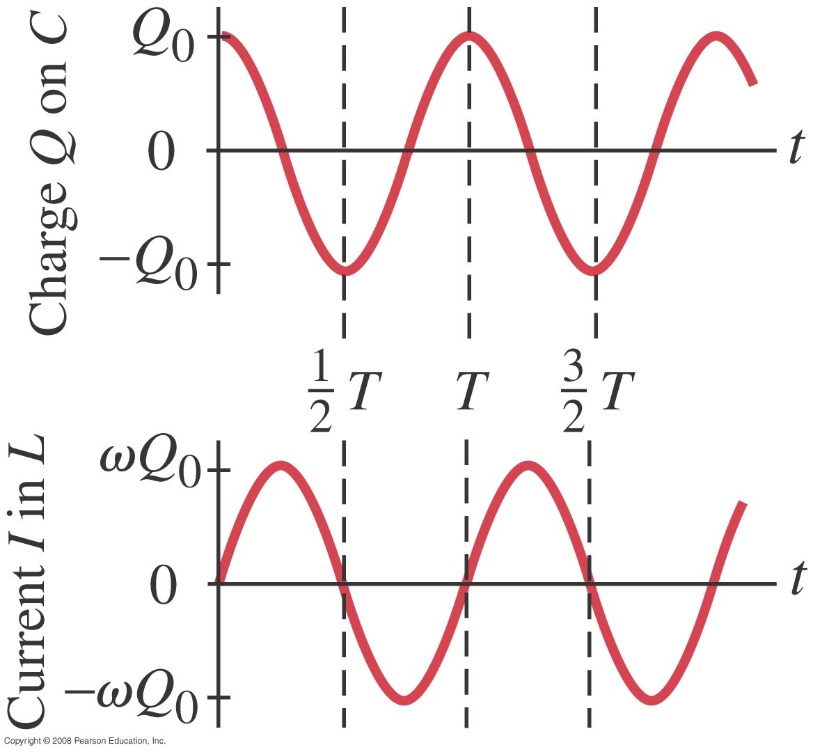 Charge Q on C
Q₀
0
t
−Q₀
1/2 T
T
3/2 T
Current I in L
ωQ₀
0
t
−ωQ₀
Copyright © 2008 Pearson Education, Inc.